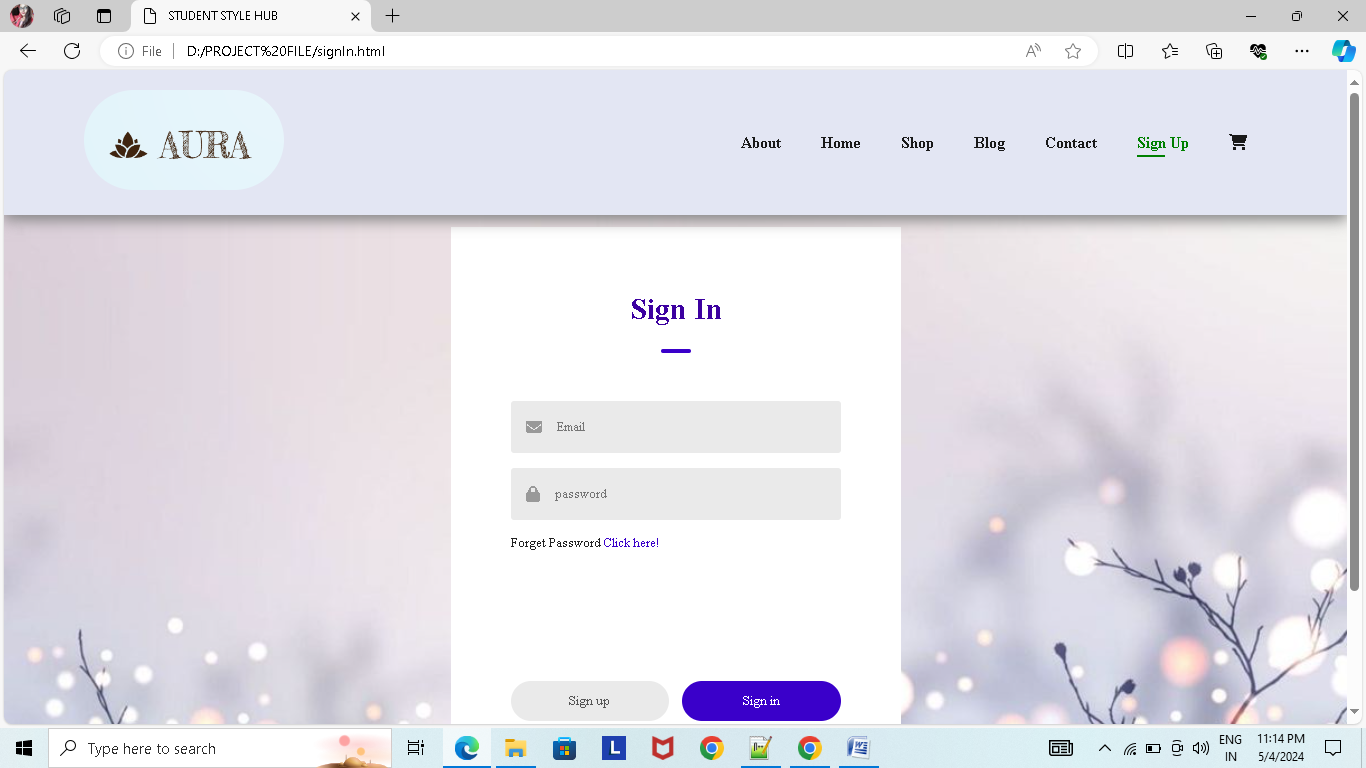 STUDENT STYLE HUB
File D:/PROJECT%20FILE/signIn.html
AURA
About Home Shop Blog Contact Sign Up
Sign In
Email
password
Forget Password Click here!
Sign up Sign in
Type here to search
L
W
ENG
IN
11:14 PM
5/4/2024